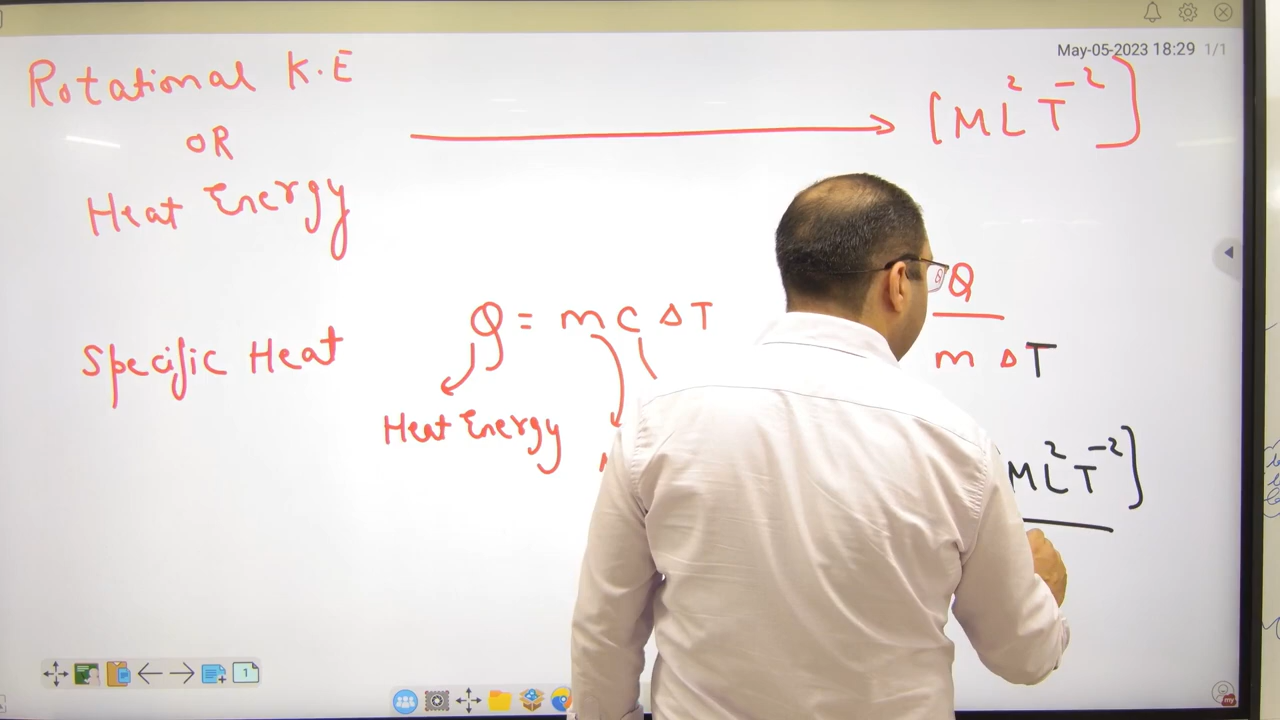 May-05-2023 18:29 1/1
Rotational K.E
OR
Heat Energy
[ML²T⁻²]
Specific Heat
Q = mcΔT
Heat Energy
Q
mΔT
ML²T⁻²]
1